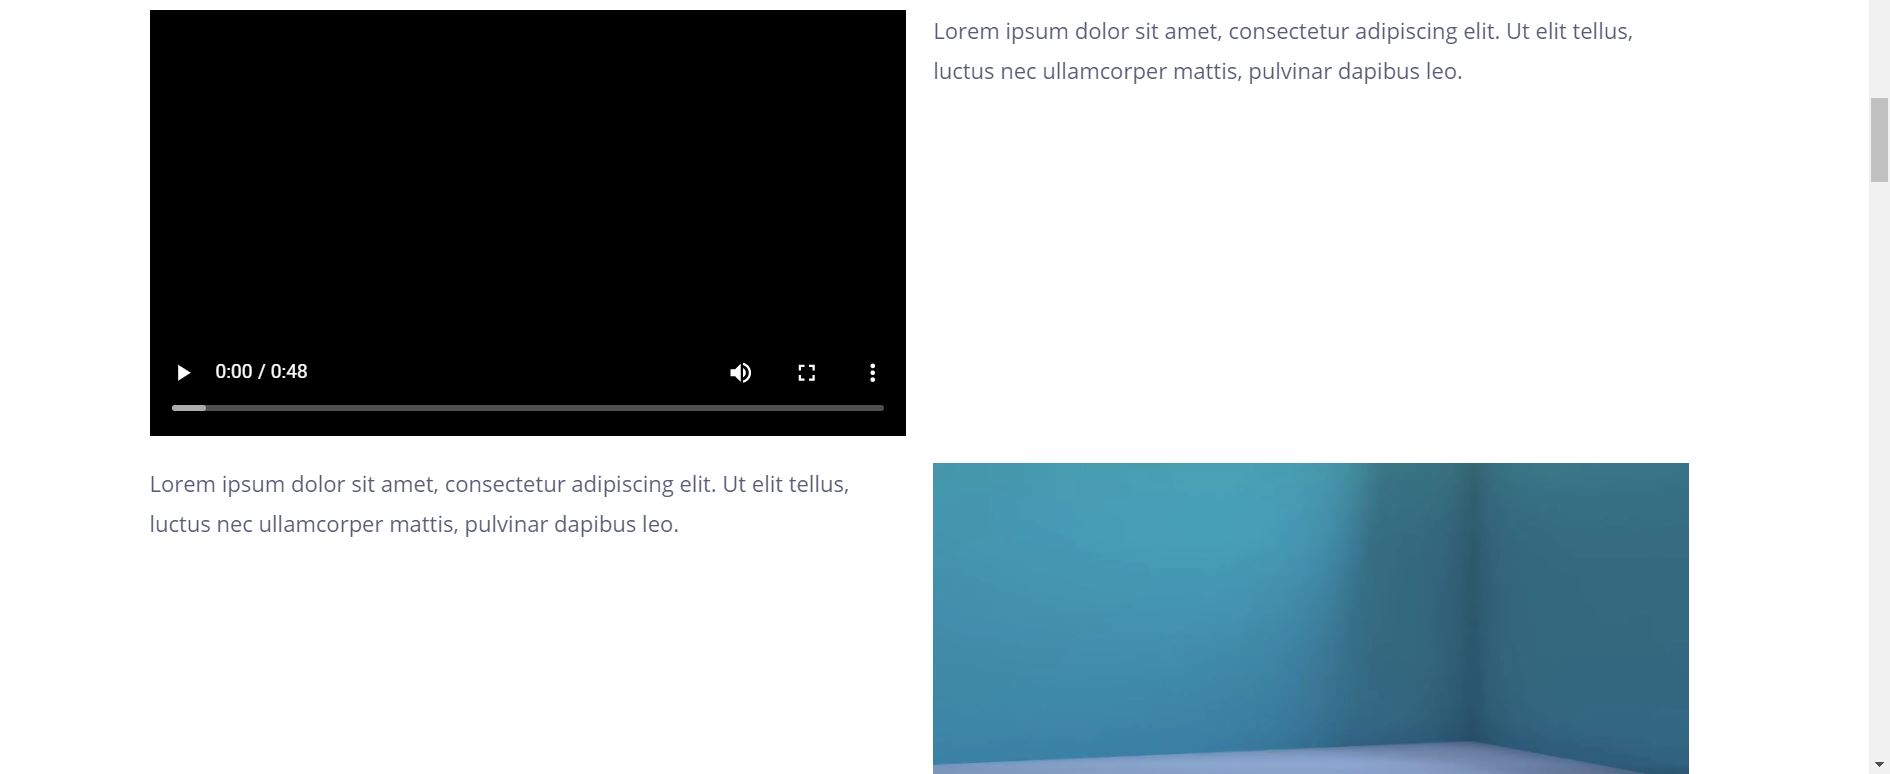 Lorem ipsum dolor sit amet, consectetur adipiscing elit. Ut elit tellus,
luctus nec ullamcorper mattis, pulvinar dapibus leo.
0:00 / 0:48
Lorem ipsum dolor sit amet, consectetur adipiscing elit. Ut elit tellus,
luctus nec ullamcorper mattis, pulvinar dapibus leo.